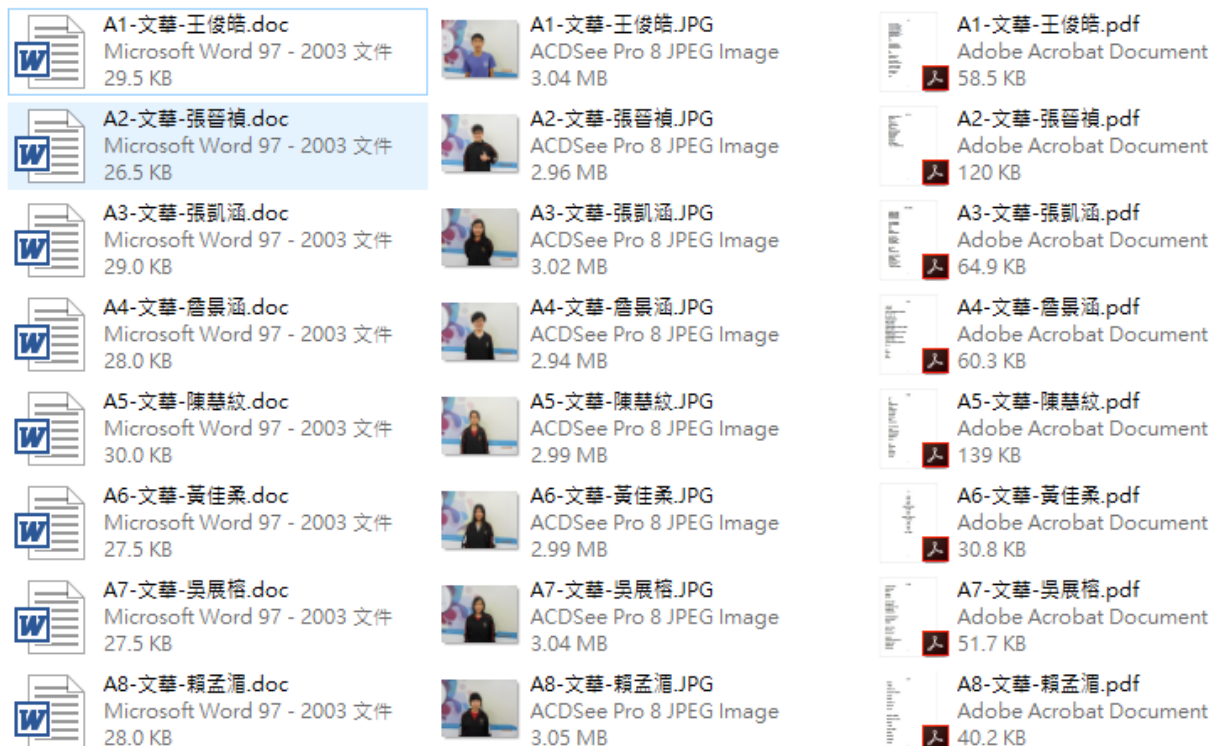 A1-文華-王俊皓.doc
Microsoft Word 97 - 2003 文件
29.5 KB
A1-文華-王俊皓.JPG
ACDSee Pro 8 JPEG Image
3.04 MB
A1-文華-王俊皓.pdf
Adobe Acrobat Document
58.5 KB
A2-文華-張晉禎.doc
Microsoft Word 97 - 2003 文件
26.5 KB
A2-文華-張晉禎.JPG
ACDSee Pro 8 JPEG Image
2.96 MB
A2-文華-張晉禎.pdf
Adobe Acrobat Document
120 KB
A3-文華-張凱涵.doc
Microsoft Word 97 - 2003 文件
29.0 KB
A3-文華-張凱涵.JPG
ACDSee Pro 8 JPEG Image
3.02 MB
A3-文華-張凱涵.pdf
Adobe Acrobat Document
64.9 KB
A4-文華-詹景涵.doc
Microsoft Word 97 - 2003 文件
28.0 KB
A4-文華-詹景涵.JPG
ACDSee Pro 8 JPEG Image
2.94 MB
A4-文華-詹景涵.pdf
Adobe Acrobat Document
60.3 KB
A5-文華-陳慧紋.doc
Microsoft Word 97 - 2003 文件
30.0 KB
A5-文華-陳慧紋.JPG
ACDSee Pro 8 JPEG Image
2.99 MB
A5-文華-陳慧紋.pdf
Adobe Acrobat Document
139 KB
A6-文華-黃佳柔.doc
Microsoft Word 97 - 2003 文件
27.5 KB
A6-文華-黃佳柔.JPG
ACDSee Pro 8 JPEG Image
2.99 MB
A6-文華-黃佳柔.pdf
Adobe Acrobat Document
30.8 KB
A7-文華-吳展榕.doc
Microsoft Word 97 - 2003 文件
27.5 KB
A7-文華-吳展榕.JPG
ACDSee Pro 8 JPEG Image
3.04 MB
A7-文華-吳展榕.pdf
Adobe Acrobat Document
51.7 KB
A8-文華-賴孟湄.doc
Microsoft Word 97 - 2003 文件
28.0 KB
A8-文華-賴孟湄.JPG
ACDSee Pro 8 JPEG Image
3.05 MB
A8-文華-賴孟湄.pdf
Adobe Acrobat Document
40.2 KB